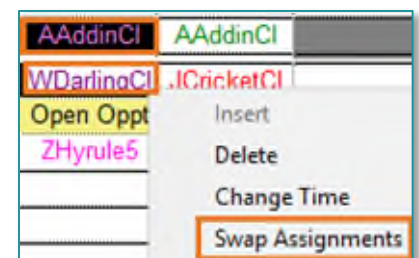 AAddinCl AAddinCl
WDarlingCl JCricketCl
Open Oppt Insert
ZHyrule5 Delete
Change Time
Swap Assignments